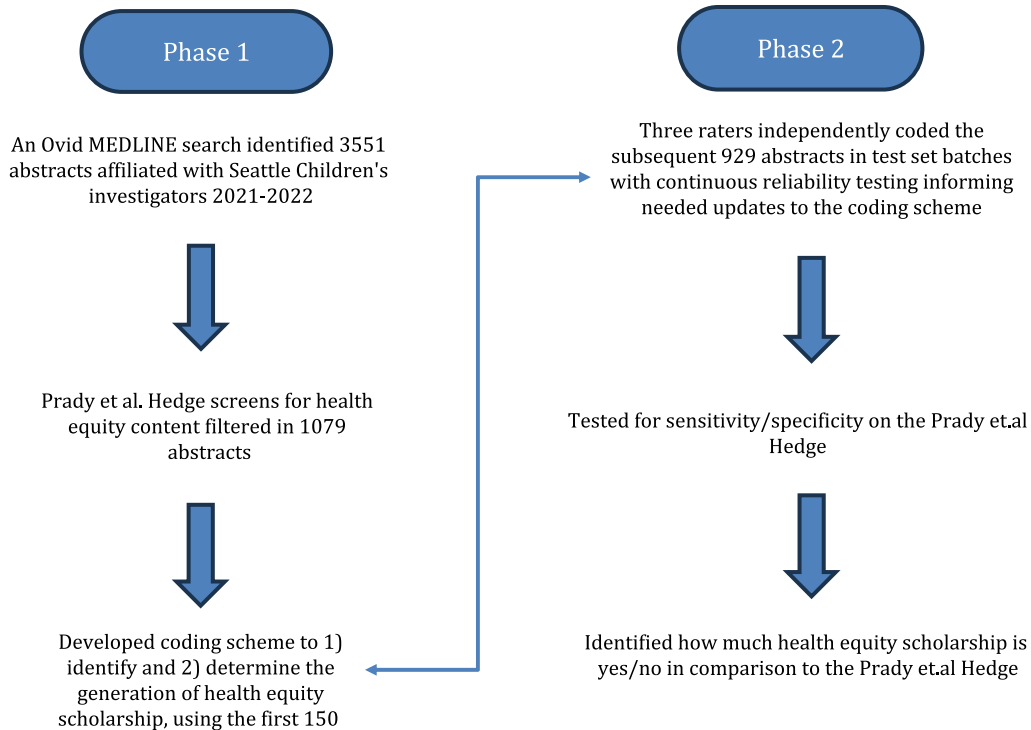 Phase 1
An Ovid MEDLINE search identified 3551
abstracts affiliated with Seattle Children's
investigators 2021-2022
Prady et al. Hedge screens for health
equity content filtered in 1079
abstracts
Developed coding scheme to 1)
identify and 2) determine the
generation of health equity
scholarship, using the first 150
Phase 2
Three raters independently coded the
subsequent 929 abstracts in test set batches
with continuous reliability testing informing
needed updates to the coding scheme
Tested for sensitivity/specificity on the Prady et.al
Hedge
Identified how much health equity scholarship is
yes/no in comparison to the Prady et.al Hedge